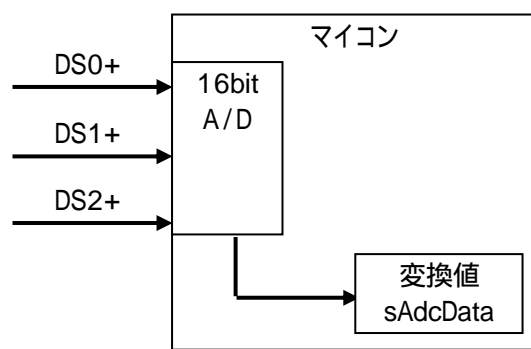 マイコン
DS0+
16bit
A/D
DS1+
DS2+
変換値
sAdcData